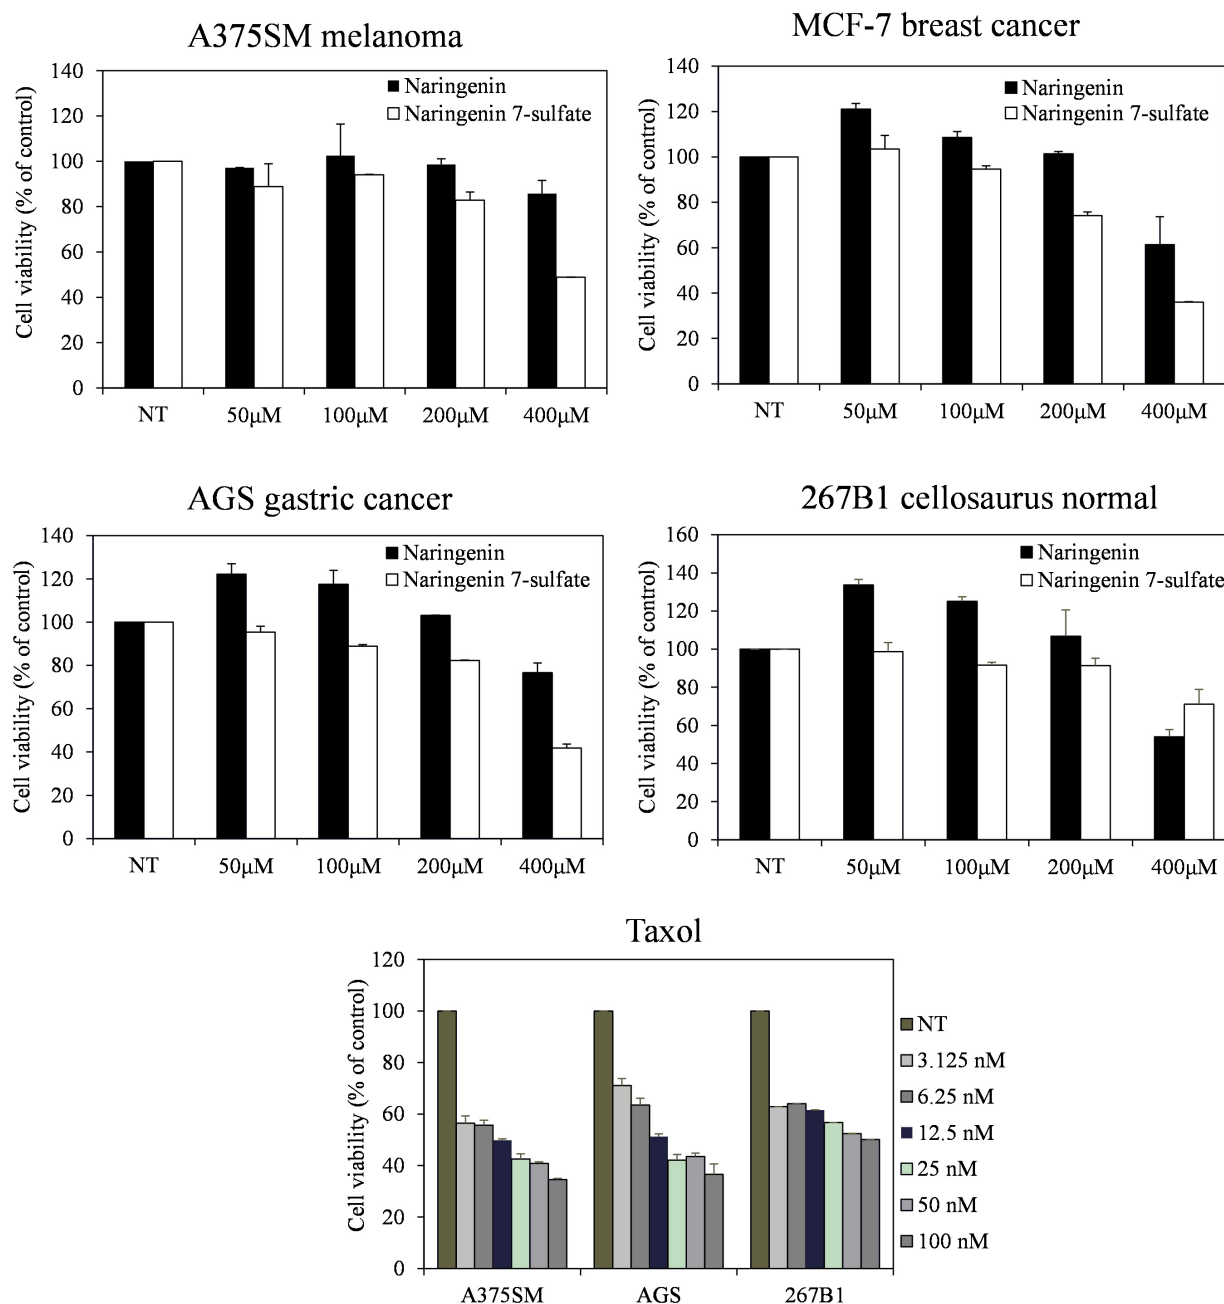 A375SM melanoma
Cell viability (% of control)
140
120
100
80
60
40
20
0
Naringenin
Naringenin 7-sulfate
NT 50μM 100μM 200μM 400μM
MCF-7 breast cancer
Cell viability (% of control)
140
120
100
80
60
40
20
0
Naringenin
Naringenin 7-sulfate
NT 50μM 100μM 200μM 400μM
AGS gastric cancer
Cell viability (% of control)
140
120
100
80
60
40
20
0
Naringenin
Naringenin 7-sulfate
NT 50μM 100μM 200μM 400μM
267B1 cellosaurus normal
Cell viability (% of control)
160
140
120
100
80
60
40
20
0
Naringenin
Naringenin 7-sulfate
NT 50μM 100μM 200μM 400μM
Taxol
Cell viability (% of control)
120
100
80
60
40
20
0
A375SM AGS 267B1
NT
3.125 nM
6.25 nM
12.5 nM
25 nM
50 nM
100 nM